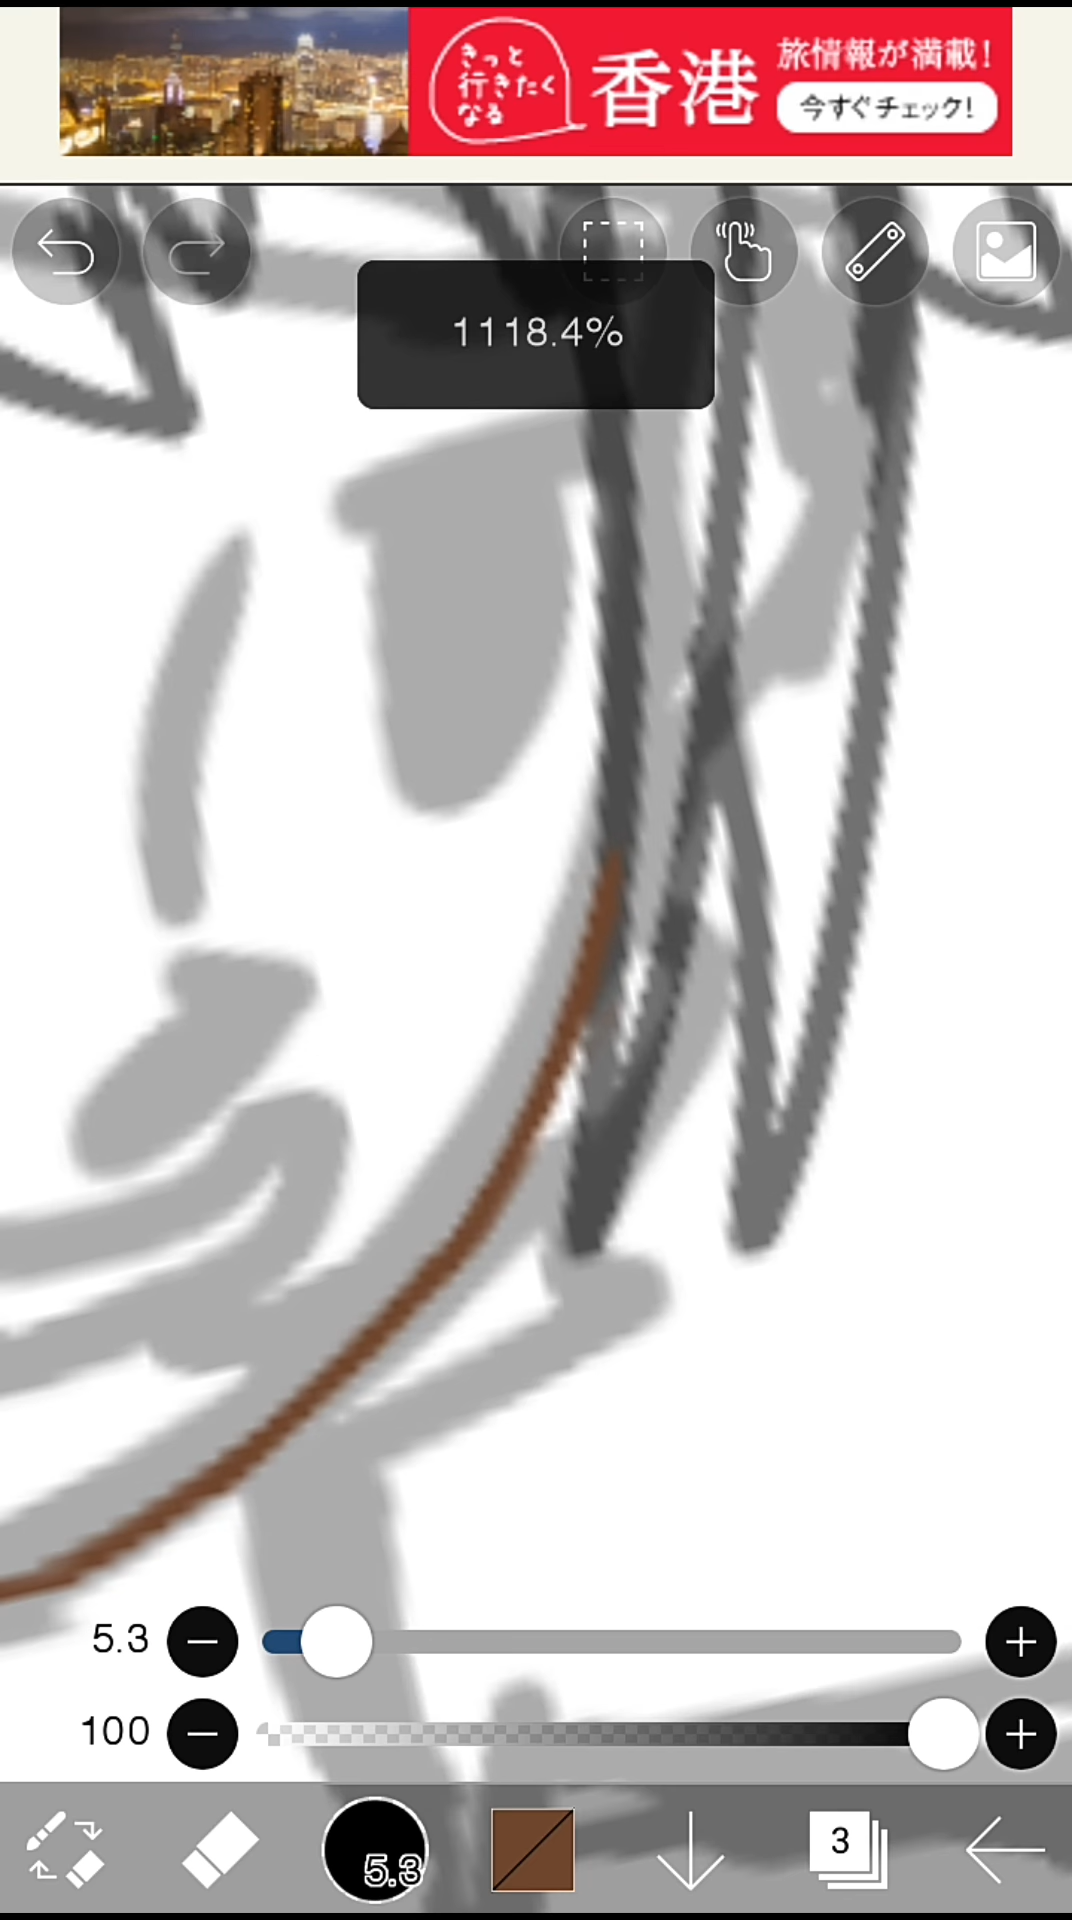 きっと
行きたく
なる
香港
旅情報が満載!
今すぐチェック!
1118.4%
5.3
100
5.3
3